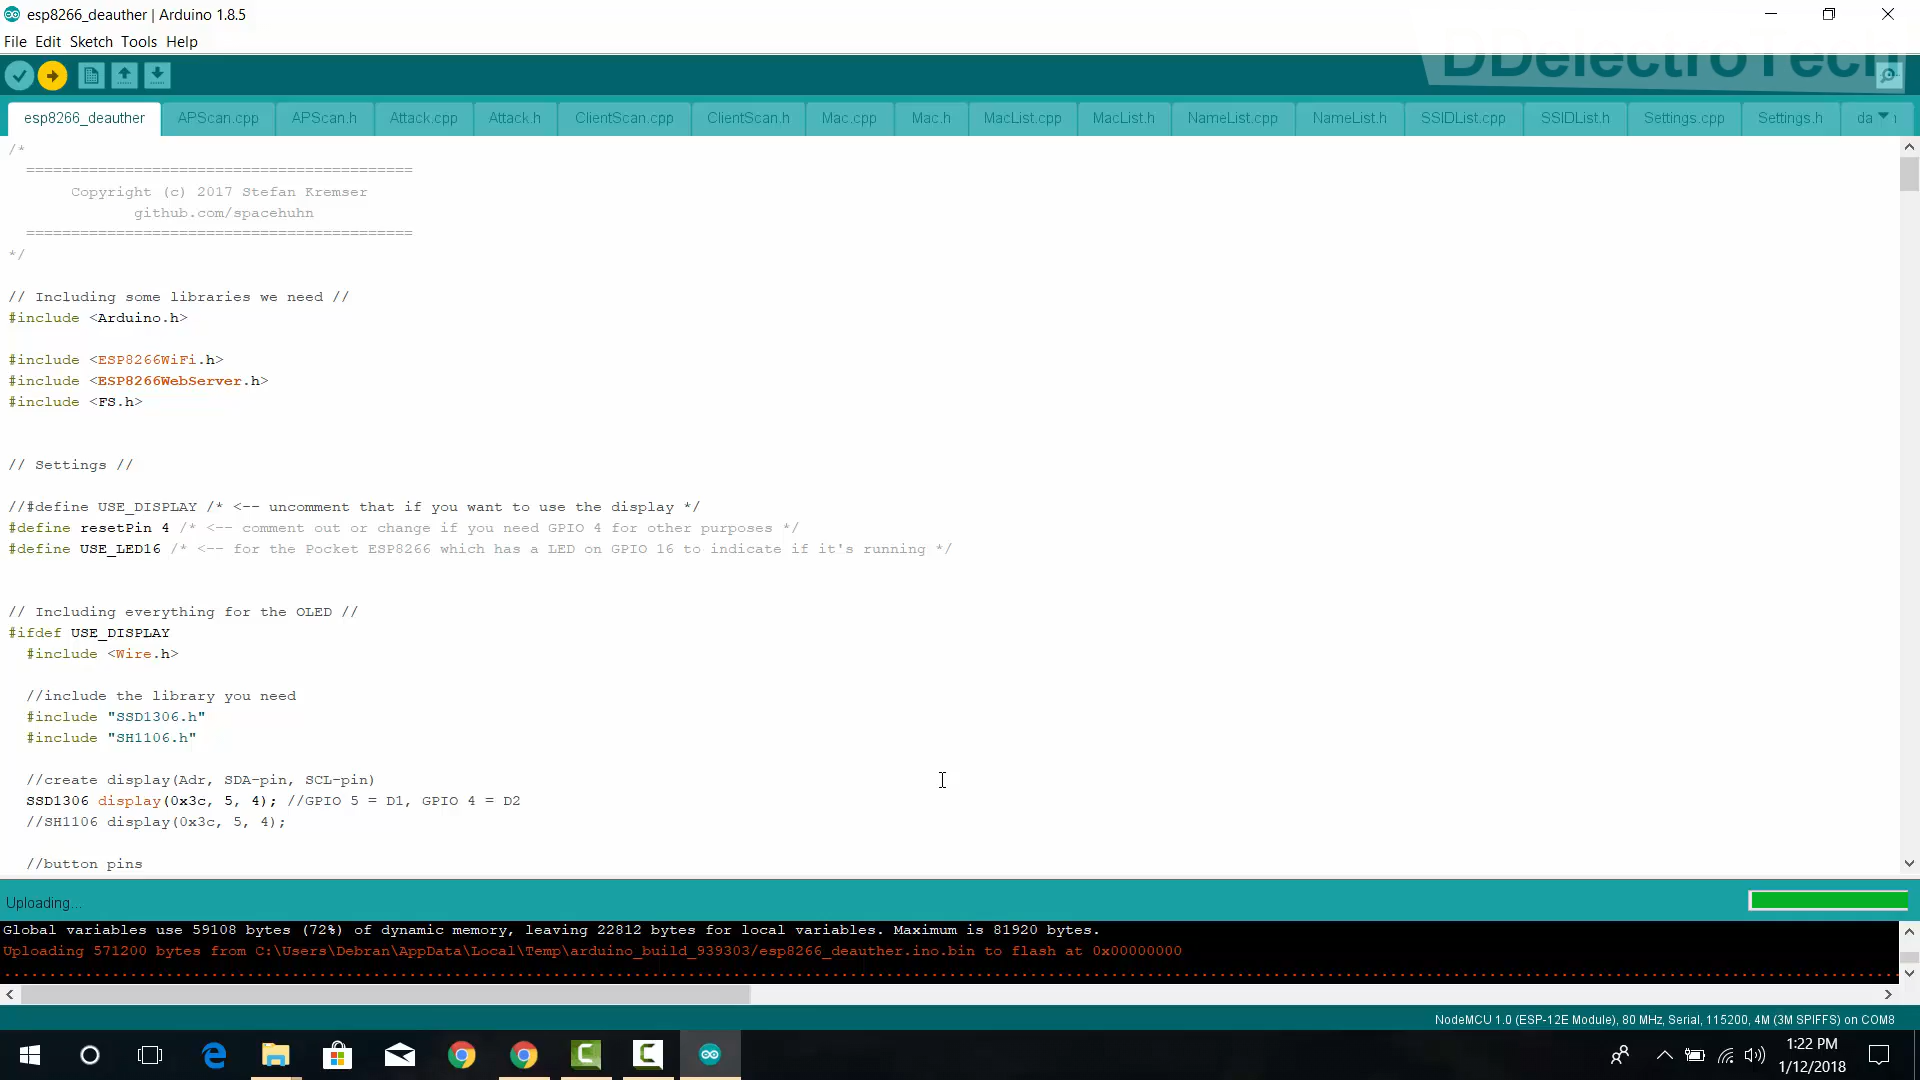 esp8266_deauther | Arduino 1.8.5
File Edit Sketch Tools Help
DDelectroTech
esp8266_deauther APScan.cpp APScan.h Attack.cpp Attack.h ClientScan.cpp ClientScan.h Mac.cpp Mac.h MacList.cpp MacList.h NameList.cpp NameList.h SSIDList.cpp SSIDList.h Settings.cpp Settings.h da
/*
===========================================
Copyright (c) 2017 Stefan Kremser
github.com/spacehuhn
===========================================
*/
// Including some libraries we need //
#include <Arduino.h>
#include <ESP8266WiFi.h>
#include <ESP8266WebServer.h>
#include <FS.h>
// Settings //
//#define USE_DISPLAY /* <-- uncomment that if you want to use the display */
#define resetPin 4 /* <-- comment out or change if you need GPIO 4 for other purposes */
#define USE_LED16 /* <-- for the Pocket ESP8266 which has a LED on GPIO 16 to indicate if it's running */
// Including everything for the OLED //
#ifdef USE_DISPLAY
#include <Wire.h>
//include the library you need
#include "SSD1306.h"
#include "SH1106.h"
//create display(Adr, SDA-pin, SCL-pin)
SSD1306 display(0x3c, 5, 4); //GPIO 5 = D1, GPIO 4 = D2
//SH1106 display(0x3c, 5, 4);
//button pins
Uploading...
Global variables use 59108 bytes (72%) of dynamic memory, leaving 22812 bytes for local variables. Maximum is 81920 bytes.
Uploading 571200 bytes from C:\Users\Debran\AppData\Local\Temp\arduino_build_939303/esp8266_deauther.ino.bin to flash at 0x00000000
NodeMCU 1.0 (ESP-12E Module), 80 MHz, Serial, 115200, 4M (3M SPIFFS) on COM8
1:22 PM
1/12/2018